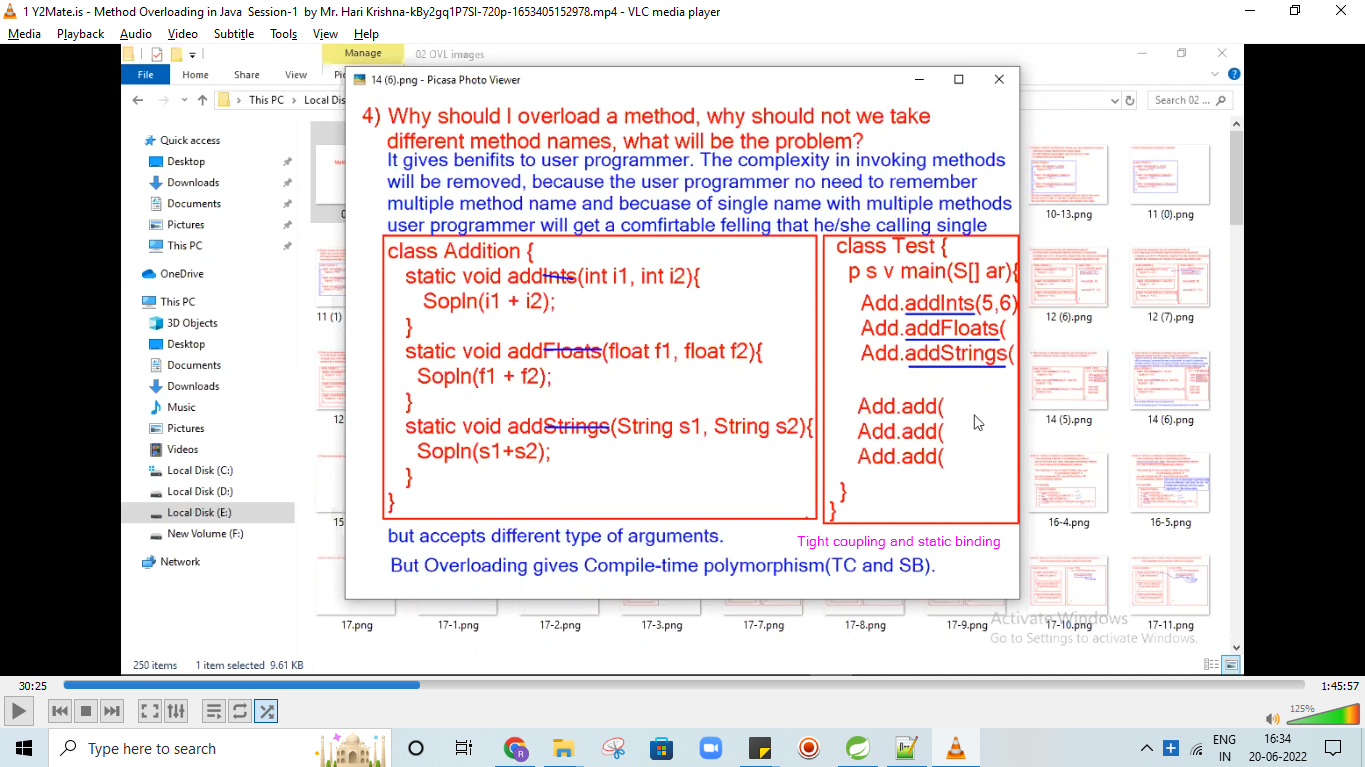 1 Y2Mate.is - Method Overloading in Java Session-1 by Mr. Hari Krishna-kBy2gq1P7SI-720p-1653405152978.mp4 - VLC media player
Media Playback Audio Video Subtitle Tools View Help
Manage 02 OVL images
File Home Share View
This PC Local Dis
Search 02 ...
14 (6).png - Picasa Photo Viewer
4) Why should I overload a method, why should not we take
different method names, what will be the problem?
It gives benifits to user programmer. The complexity in invoking methods
will be removed, because the user programmer no need to remember
multiple method name and becuase of single name with multiple methods
user programmer will get a comfirtable felling that he/she calling single
class Addition {
static void addInts(int i1, int i2){
Sopln(i1 + i2);
}
static void addFloats(float f1, float f2){
Sopln(f1 + f2);
}
static void addStrings(String s1, String s2){
Sopln(s1+s2);
}
}
class Test {
p s v main(S[] ar){
Add.addInts(5,6)
Add.addFloats(
Add.addStrings(
Add.add(
Add.add(
Add.add(
}
}
but accepts different type of arguments.
Tight coupling and static binding
But Overloading gives Compile-time polymorphism(TC and SB).
Quick access
Desktop
Downloads
Documents
Pictures
This PC
OneDrive
This PC
3D Objects
Desktop
Documents
Downloads
Music
Pictures
Videos
Local Disk (C:)
Local Disk (D:)
Local Disk (E:)
New Volume (F:)
Network
10-13.png 11 (0).png
11 (1) 12 (6).png 12 (7).png
12 14 (5).png 14 (6).png
15 16-4.png 16-5.png
17.png 17-1.png 17-2.png 17-3.png 17-7.png 17-8.png 17-9.png 17-10.png 17-11.png
Activate Windows
Go to Settings to activate Windows.
250 items 1 item selected 9.61 KB
30:25 1:45:57
125%
Type here to search
ENG
IN
16:34
20-06-2022